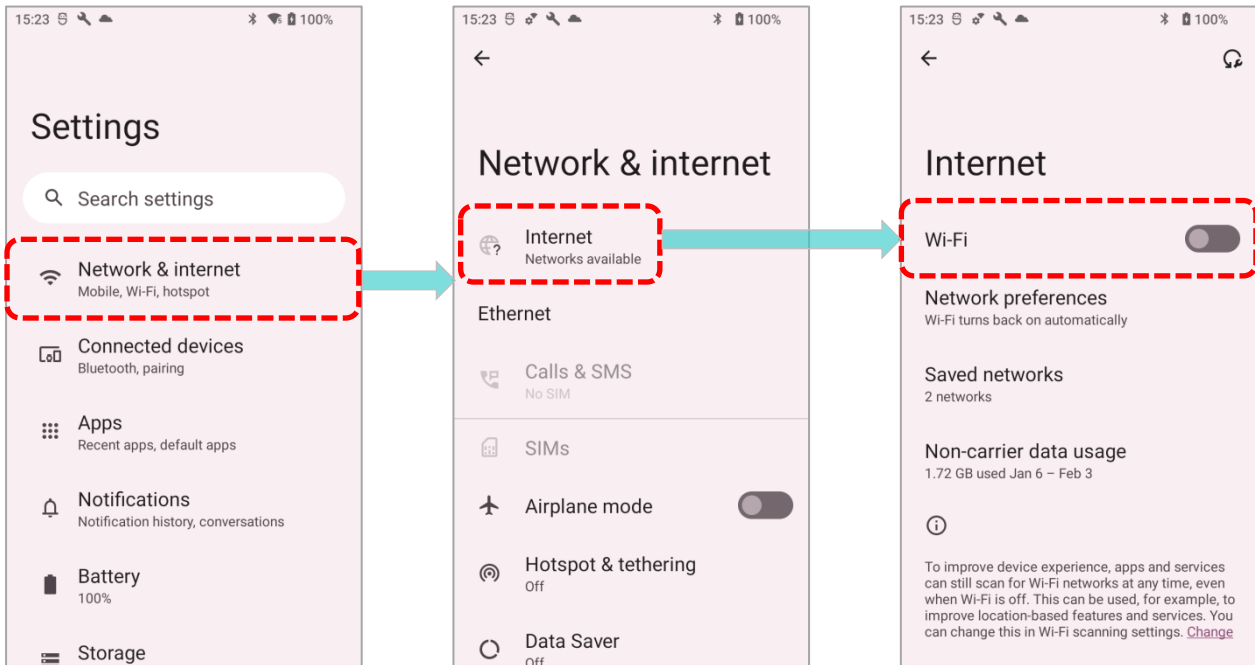 15:23
100%
Settings
Search settings
Network & internet
Mobile, Wi-Fi, hotspot
Connected devices
Bluetooth, pairing
Apps
Recent apps, default apps
Notifications
Notification history, conversations
Battery
100%
Storage
15:23
100%
Network & internet
Internet
Networks available
Ethernet
Calls & SMS
No SIM
SIMs
Airplane mode
Hotspot & tethering
Off
Data Saver
Off
15:23
100%
Internet
Wi-Fi
Network preferences
Wi-Fi turns back on automatically
Saved networks
2 networks
Non-carrier data usage
1.72 GB used Jan 6 – Feb 3
To improve device experience, apps and services
can still scan for Wi-Fi networks at any time, even
when Wi-Fi is off. This can be used, for example, to
improve location-based features and services. You
can change this in Wi-Fi scanning settings. Change